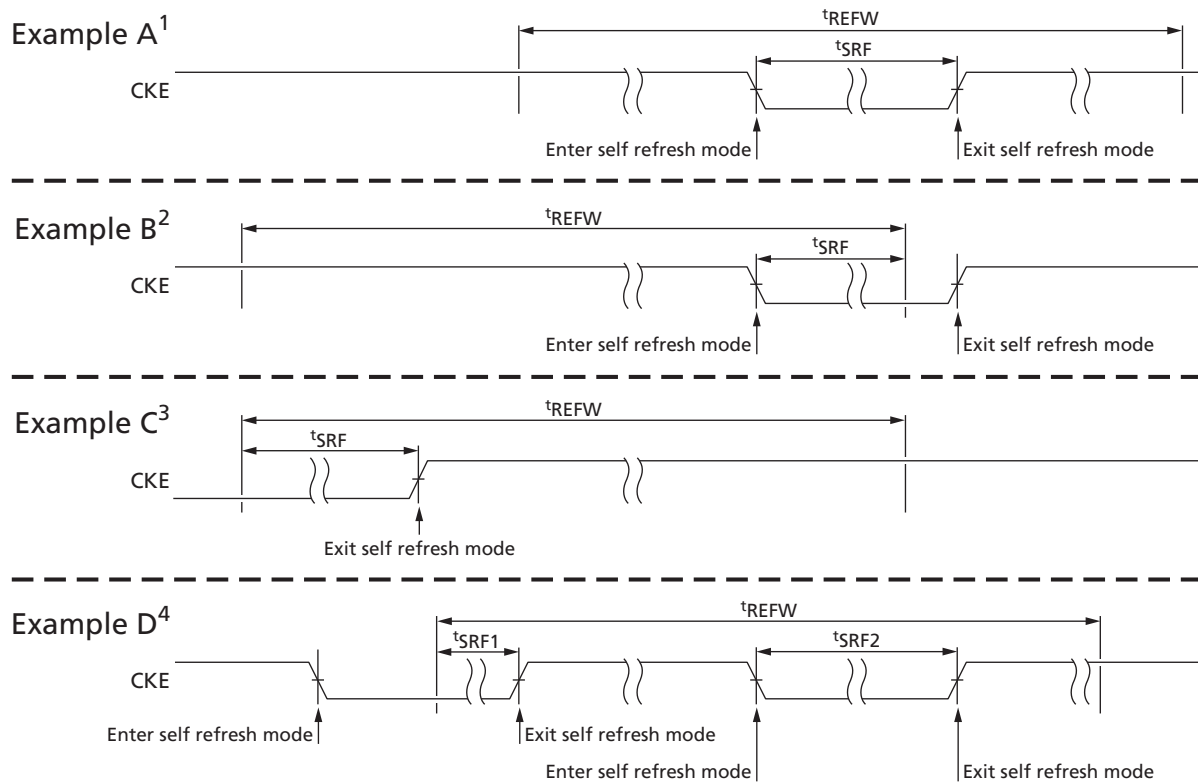 Example A¹
tREFW
tSRF
CKE
Enter self refresh mode
Exit self refresh mode
Example B²
tREFW
tSRF
CKE
Enter self refresh mode
Exit self refresh mode
Example C³
tREFW
tSRF
CKE
Exit self refresh mode
Example D⁴
tREFW
tSRF1
tSRF2
CKE
Enter self refresh mode
Exit self refresh mode
Enter self refresh mode
Exit self refresh mode